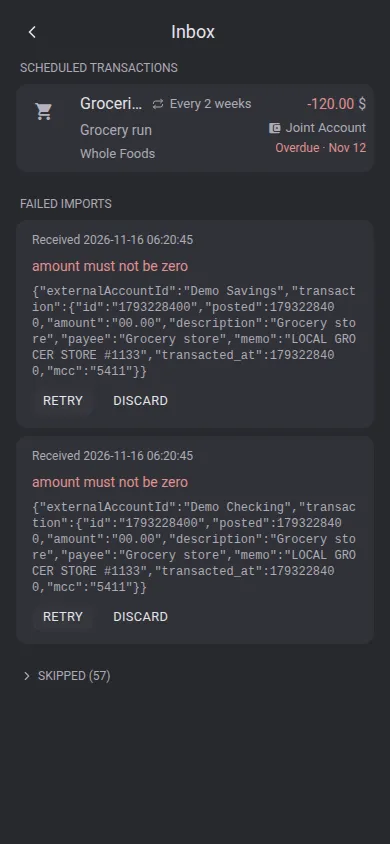 Inbox
SCHEDULED TRANSACTIONS
Groceri... Every 2 weeks -120.00 $
Grocery run Joint Account
Whole Foods Overdue · Nov 12
FAILED IMPORTS
Received 2026-11-16 06:20:45
amount must not be zero
{"externalAccountId":"Demo Savings","transact
ion":{"id":"1793228400","posted":179322840
0,"amount":"00.00","description":"Grocery sto
re","payee":"Grocery store","memo":"LOCAL GRO
CER STORE #1133","transacted_at":179322840
0,"mcc":"5411"}}
RETRY DISCARD
Received 2026-11-16 06:20:45
amount must not be zero
{"externalAccountId":"Demo Checking","transac
tion":{"id":"1793228400","posted":179322840
0,"amount":"00.00","description":"Grocery sto
re","payee":"Grocery store","memo":"LOCAL GRO
CER STORE #1133","transacted_at":179322840
0,"mcc":"5411"}}
RETRY DISCARD
SKIPPED (57)